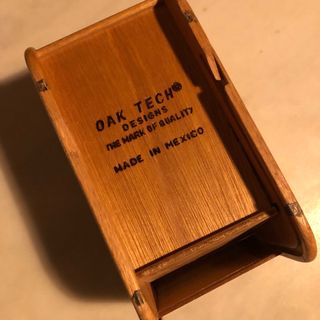 OAK TECH®
DESIGNS
THE MARK OF QUALITY
MADE IN MEXICO